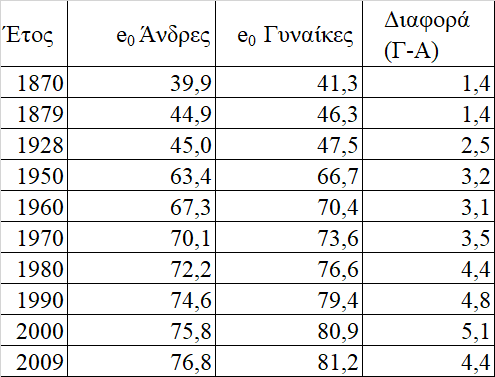 Έτος e0 Άνδρες e0 Γυναίκες Διαφορά
(Γ-Α)
1870 39,9 41,3 1,4
1879 44,9 46,3 1,4
1928 45,0 47,5 2,5
1950 63,4 66,7 3,2
1960 67,3 70,4 3,1
1970 70,1 73,6 3,5
1980 72,2 76,6 4,4
1990 74,6 79,4 4,8
2000 75,8 80,9 5,1
2009 76,8 81,2 4,4